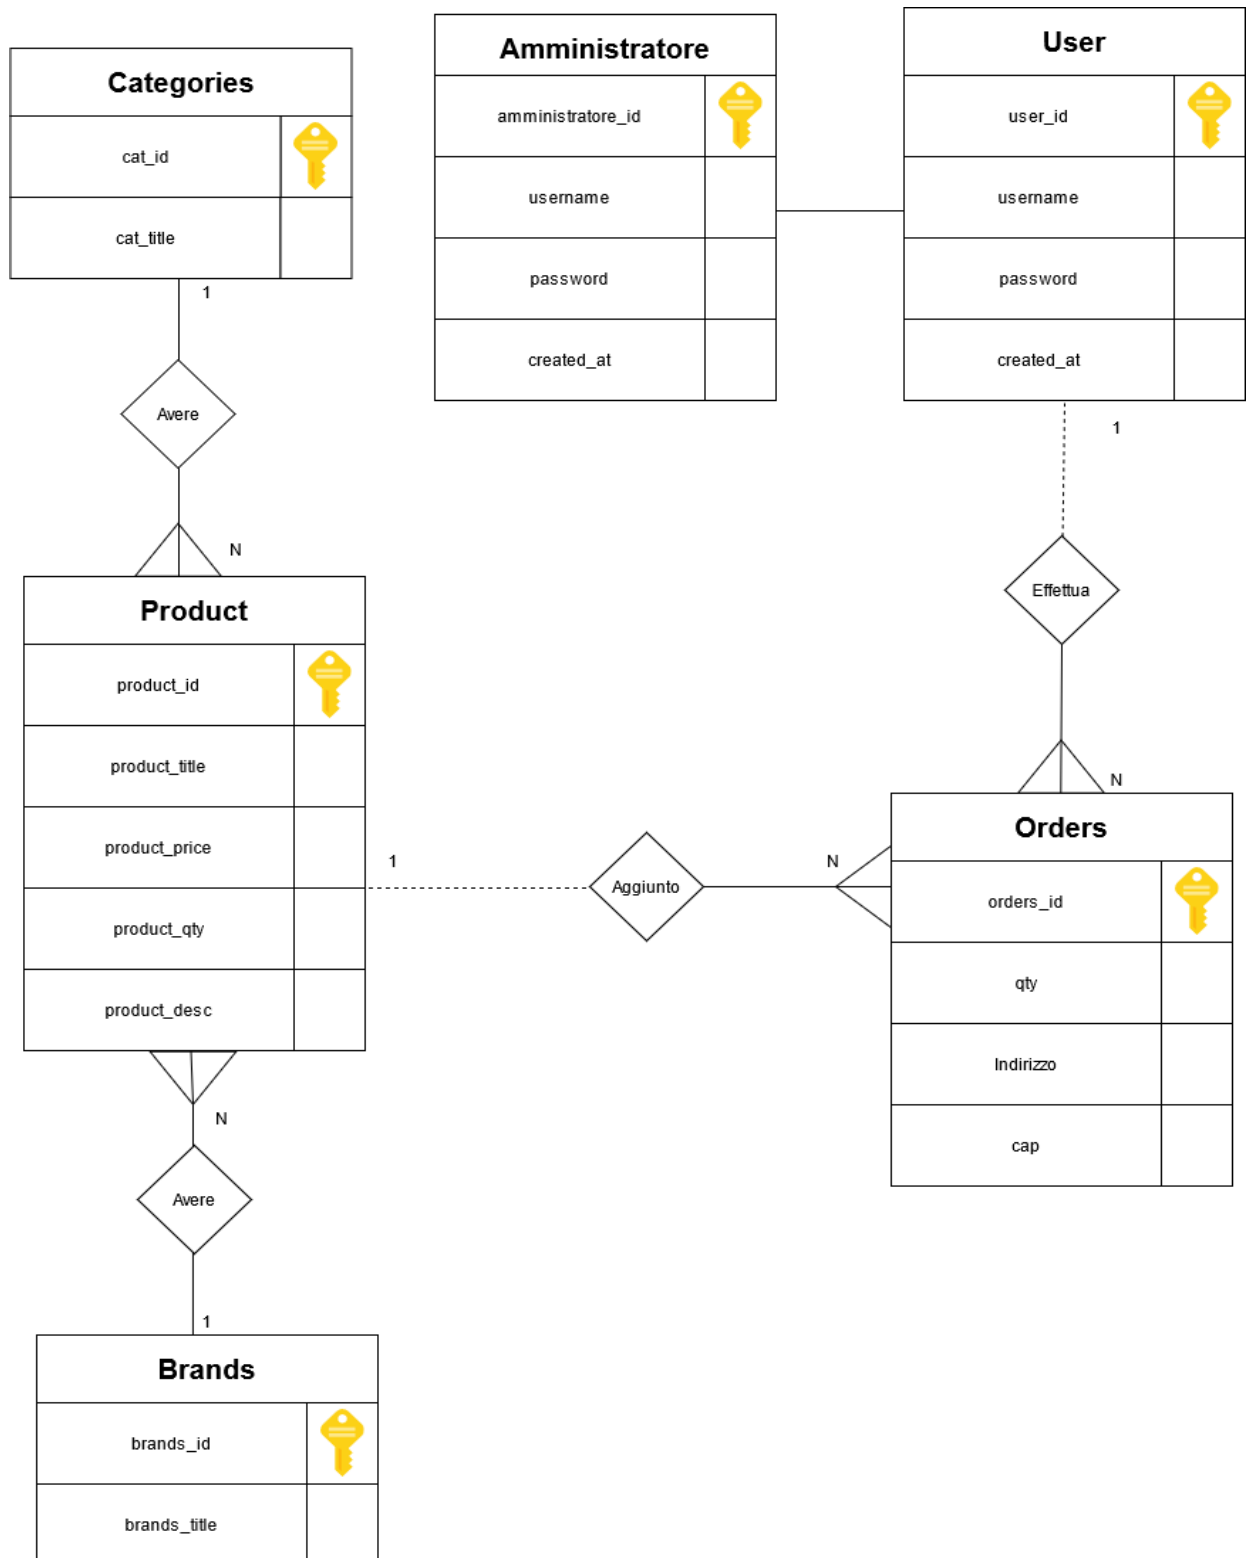 Categories
cat_id
cat_title
1
Avere
N
Amministratore
amministratore_id
username
password
created_at
User
user_id
username
password
created_at
1
Effettua
N
Product
product_id
product_title
product_price
product_qty
product_desc
1
Aggiunto
N
Orders
orders_id
qty
Indirizzo
cap
N
Avere
1
Brands
brands_id
brands_title